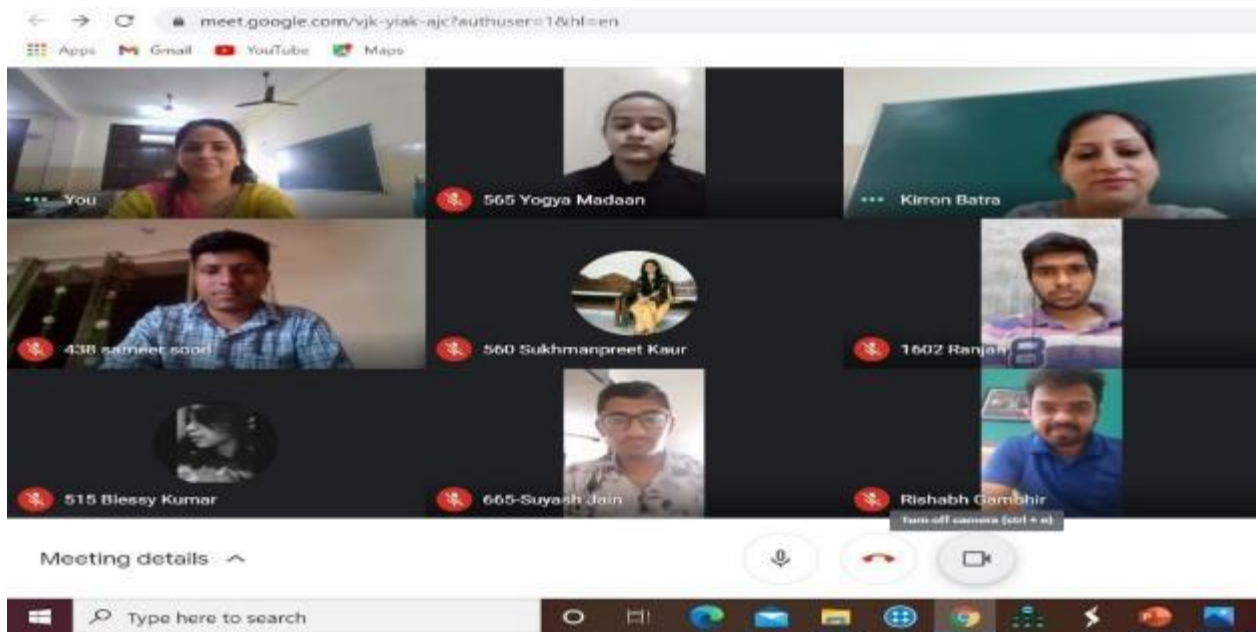 meet.google.com/vjk-yiak-ajc?authuser=1&hl=en
Apps Gmail YouTube Maps
You
565 Yogya Madaan
Kirron Batra
438 sameer sood
560 Sukhmanpreet Kaur
1602 Ranjan
8
515 Blessy Kumar
665-Suyash Jain
Rishabh Gambhir
Turn off camera (ctrl + e)
Meeting details
Type here to search